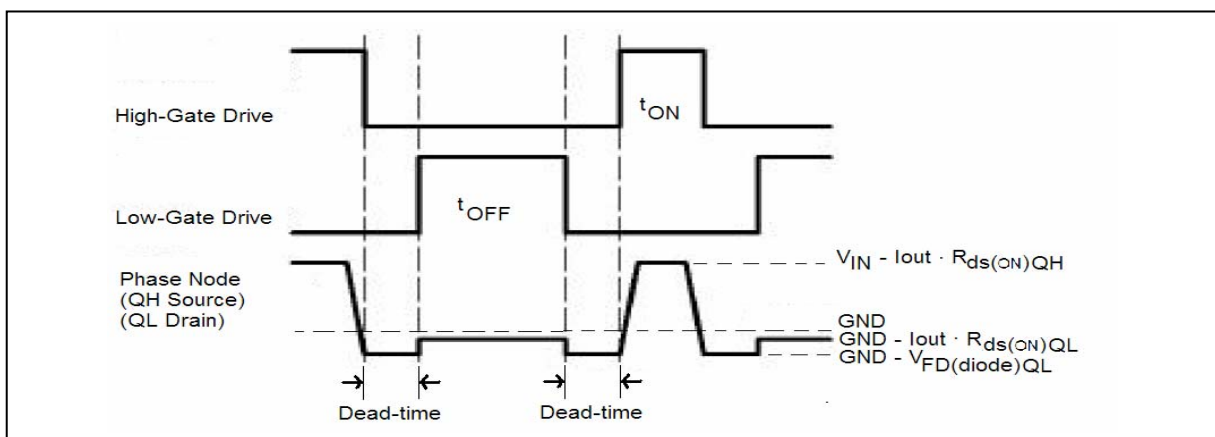 High-Gate Drive
tON
Low-Gate Drive
tOFF
Phase Node
(QH Source)
(QL Drain)
VIN - Iout · Rds(ON)QH
GND
GND - Iout · Rds(ON)QL
GND - VFD(diode)QL
Dead-time
Dead-time